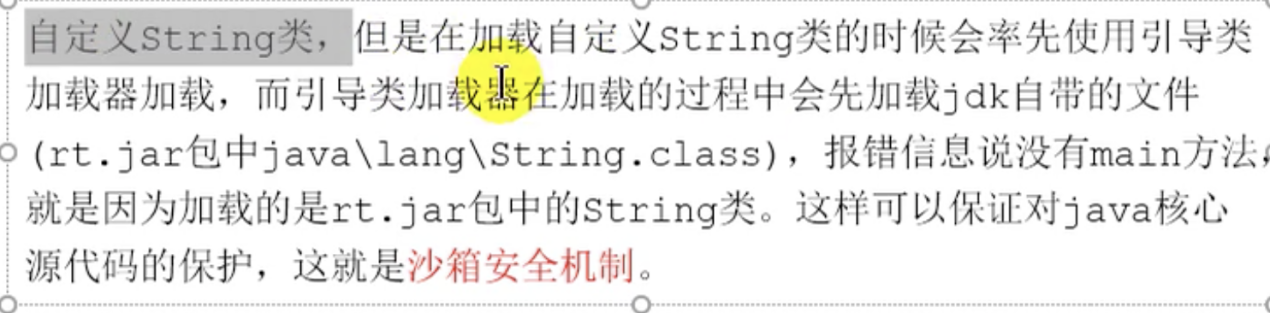 自定义String类，但是在加载自定义String类的时候会率先使用引导类
加载器加载，而引导类加载器在加载的过程中会先加载jdk自带的文件
(rt.jar包中java\lang\String.class)，报错信息说没有main方法，
就是因为加载的是rt.jar包中的String类。这样可以保证对java核心
源代码的保护，这就是沙箱安全机制。